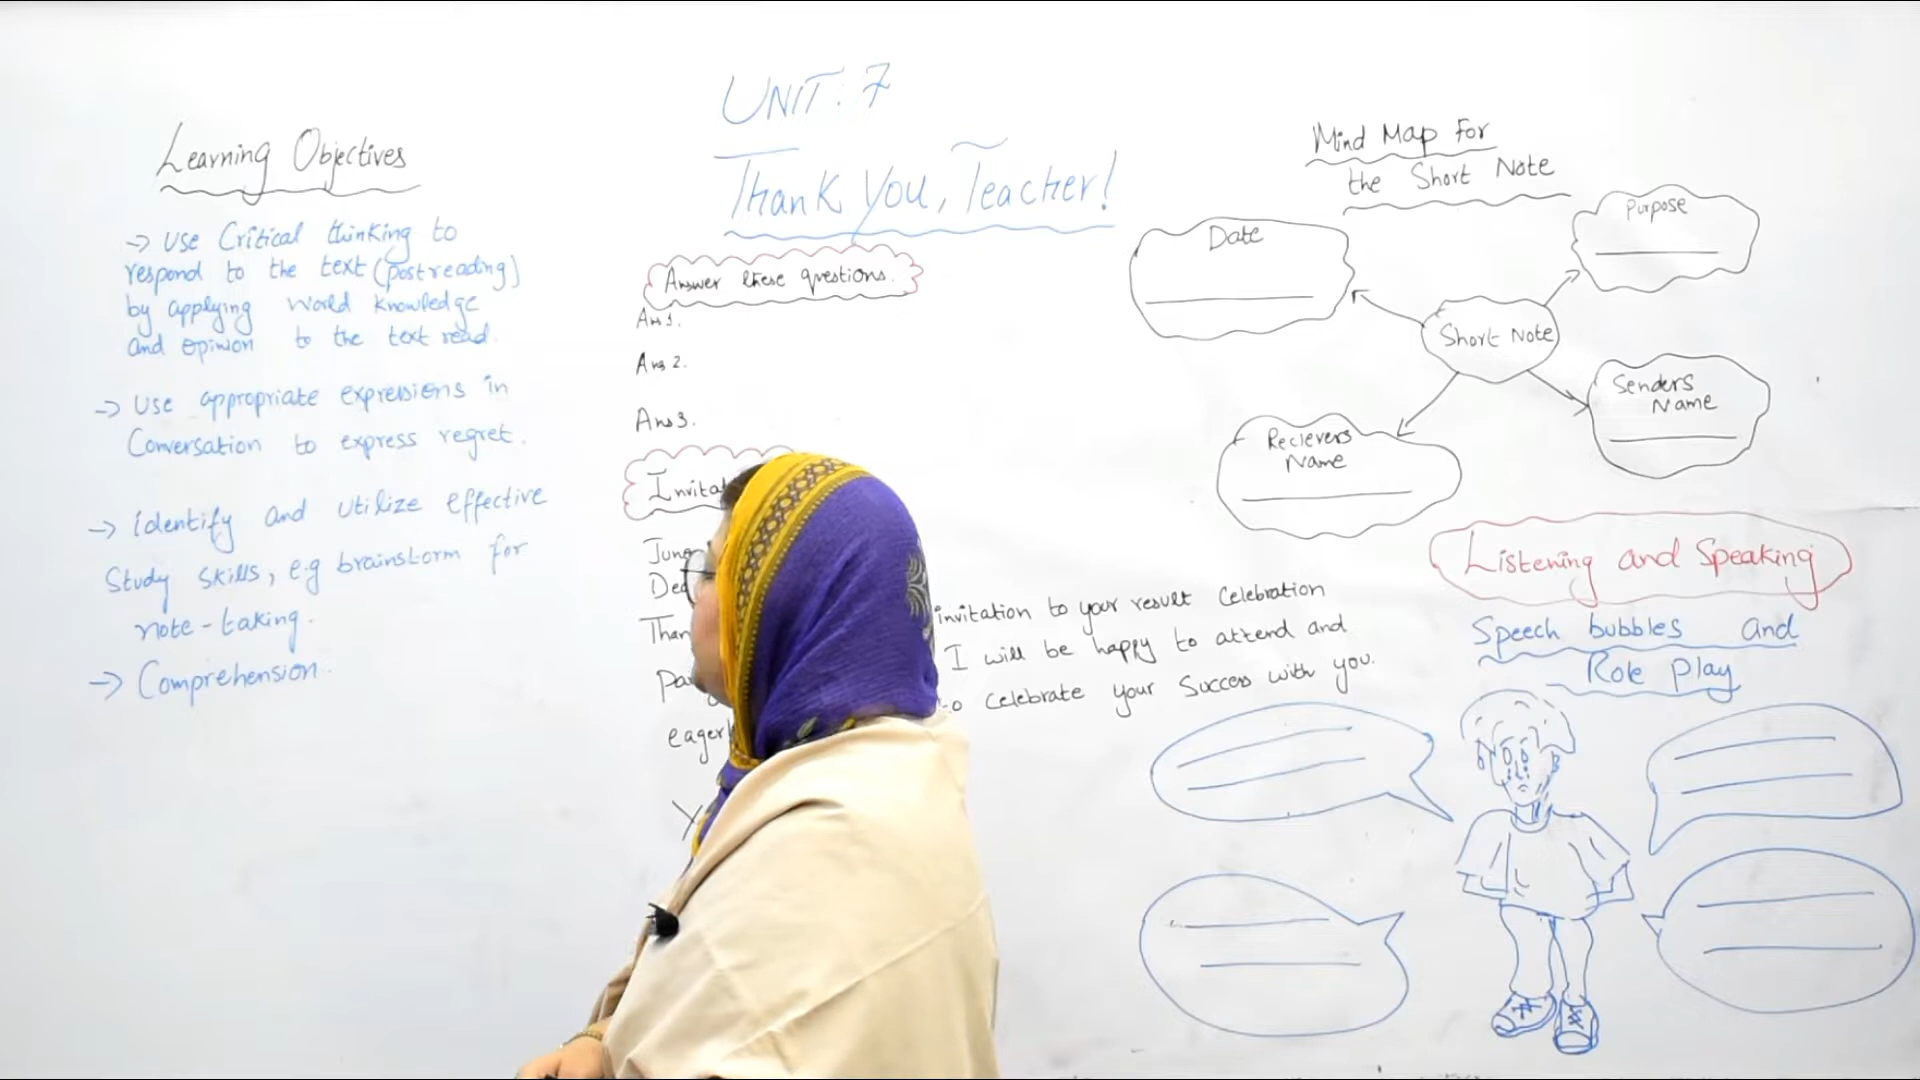 UNIT: 7
Thank You, Teacher!
Learning Objectives
-> Use Critical thinking to
respond to the text (post reading)
by applying world knowledge
and opinion to the text read.
-> Use appropriate expressions in
Conversation to express regret.
-> Identify and utilize effective
Study skills, e.g brainstorm for
note-taking.
-> Comprehension.
Answer these questions.
Ans 1.
Ans 2.
Ans 3.
invitation to your result celebration
I will be happy to attend and
celebrate your success with you.
Mind Map For
the Short Note
Date
Purpose
Short Note
Senders
Name
Recievers
Name
Listening and Speaking
Speech bubbles and
Role Play